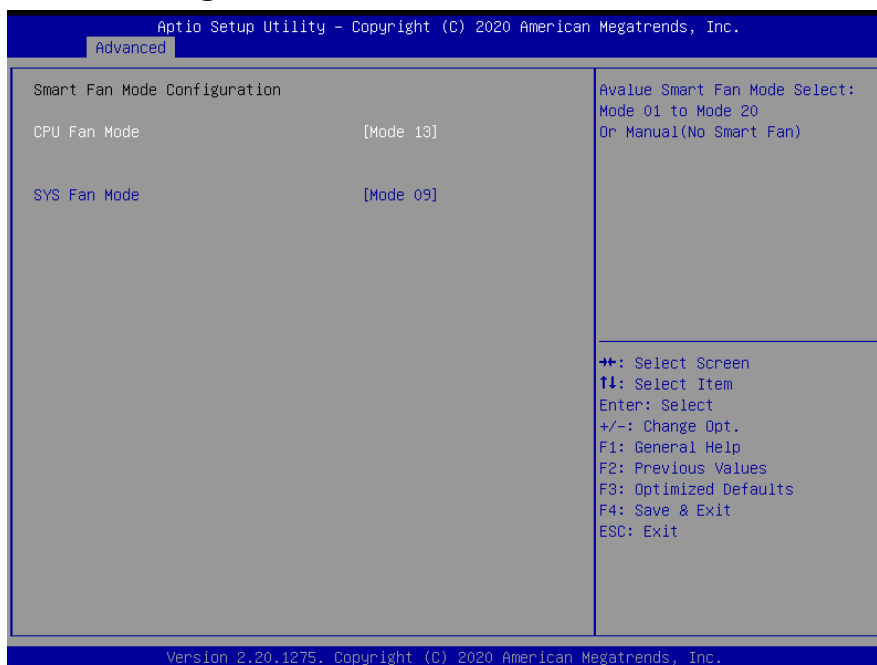 Aptio Setup Utility – Copyright (C) 2020 American Megatrends, Inc.
Advanced
Smart Fan Mode Configuration
CPU Fan Mode [Mode 13]
SYS Fan Mode [Mode 09]
Avalue Smart Fan Mode Select:
Mode 01 to Mode 20
Or Manual(No Smart Fan)
→←: Select Screen
↑↓: Select Item
Enter: Select
+/-: Change Opt.
F1: General Help
F2: Previous Values
F3: Optimized Defaults
F4: Save & Exit
ESC: Exit
Version 2.20.1275. Copyright (C) 2020 American Megatrends, Inc.